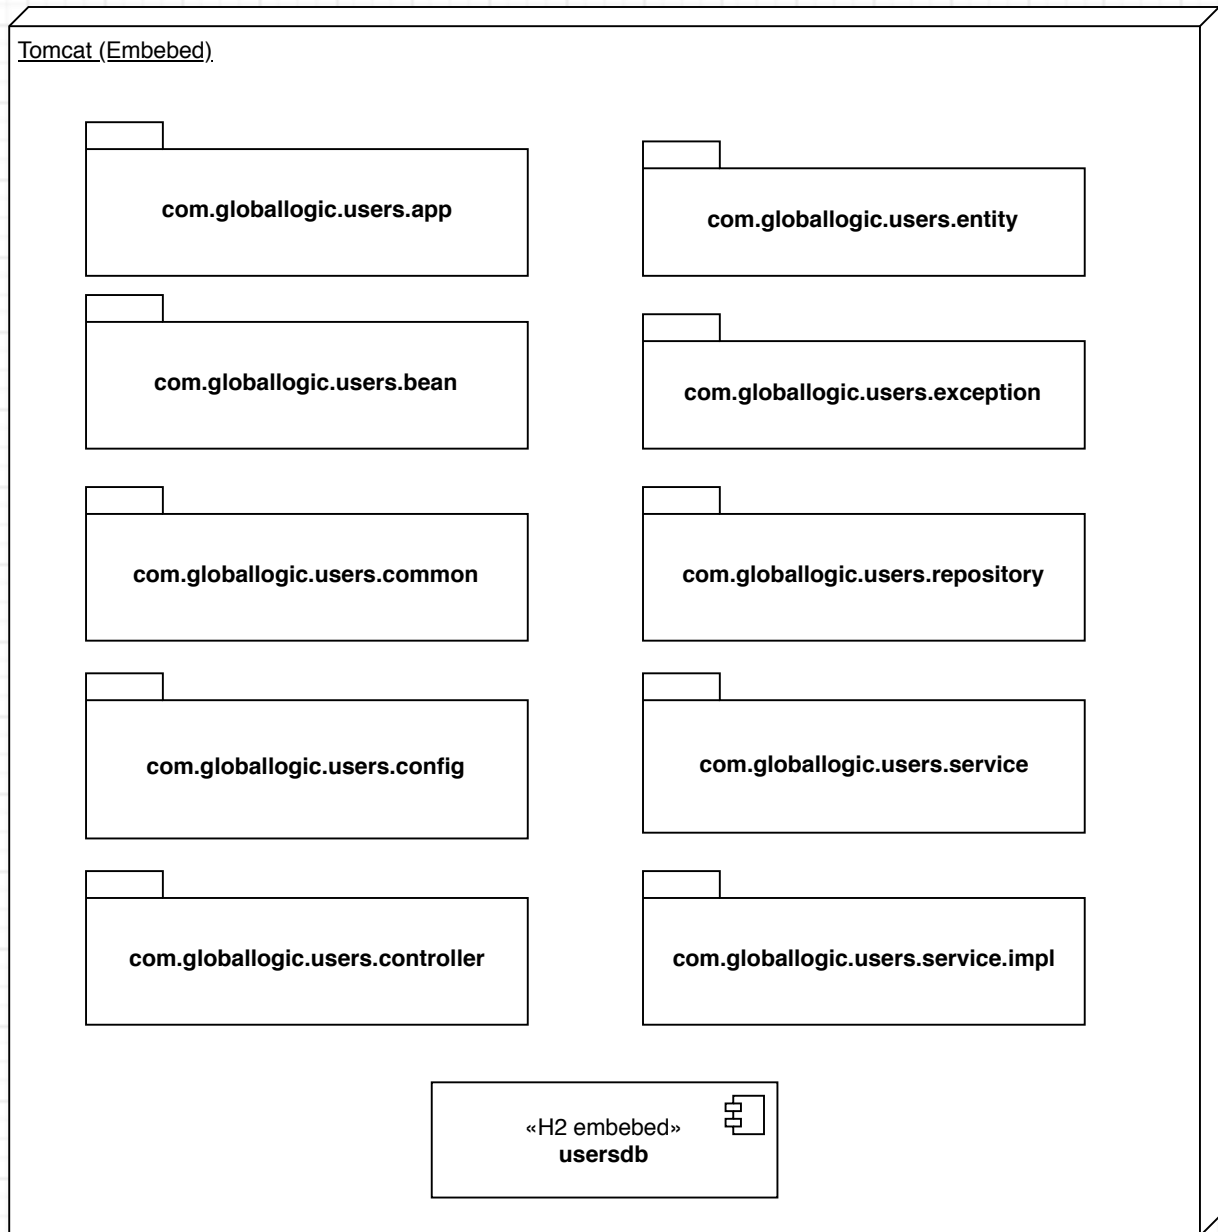 Tomcat (Embebed)
com.globallogic.users.app
com.globallogic.users.entity
com.globallogic.users.bean
com.globallogic.users.exception
com.globallogic.users.common
com.globallogic.users.repository
com.globallogic.users.config
com.globallogic.users.service
com.globallogic.users.controller
com.globallogic.users.service.impl
«H2 embebed»
usersdb